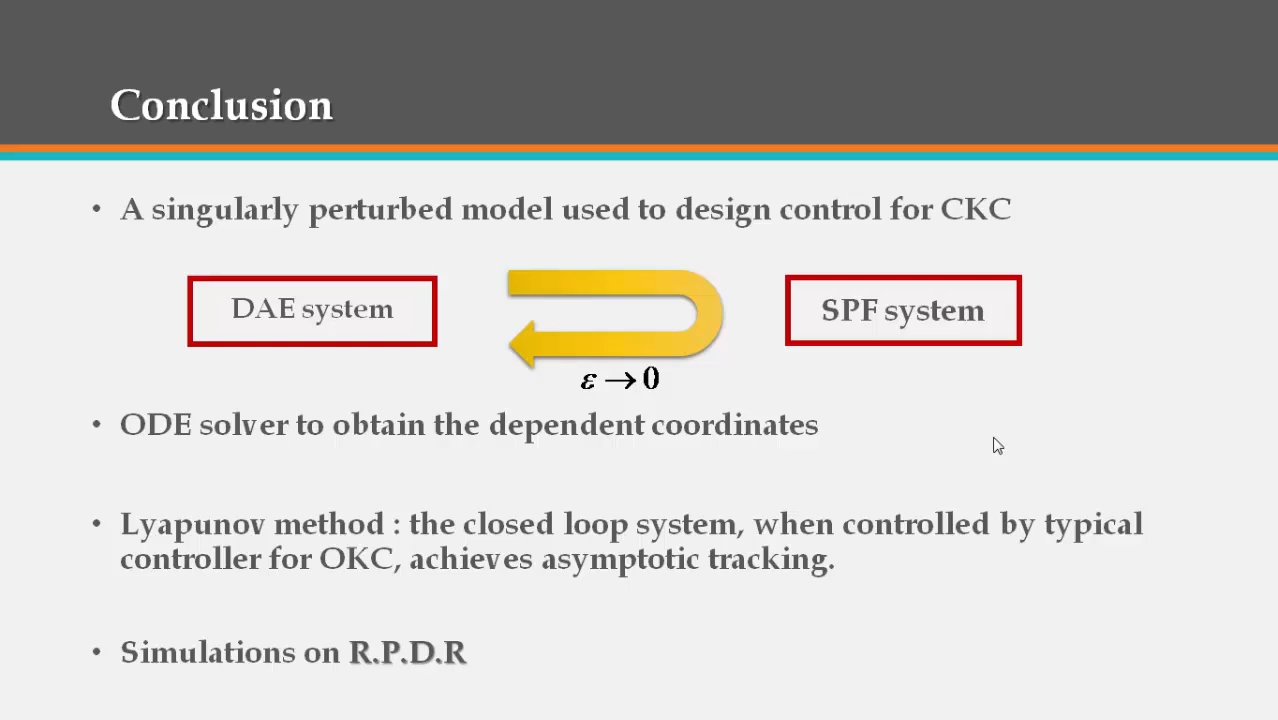 Conclusion
• A singularly perturbed model used to design control for CKC
DAE system
SPF system
ε → 0
• ODE solver to obtain the dependent coordinates
• Lyapunov method : the closed loop system, when controlled by typical
controller for OKC, achieves asymptotic tracking.
• Simulations on R.P.D.R